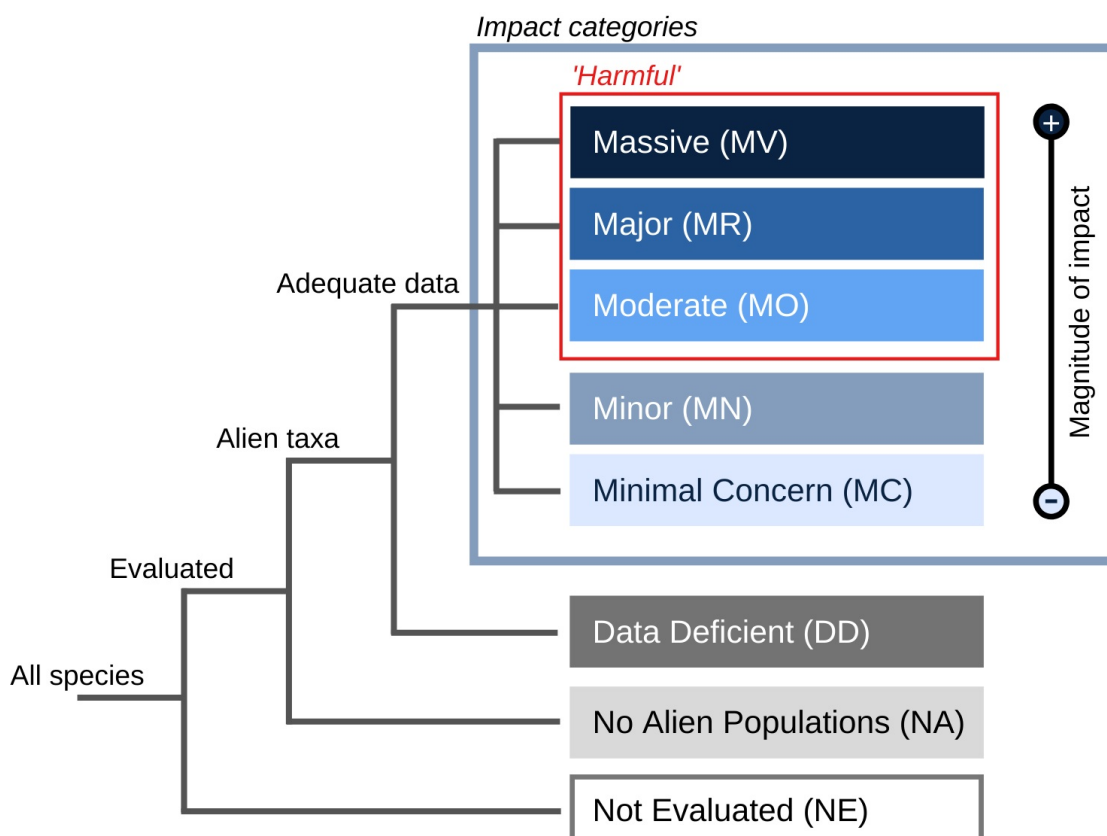 Impact categories
'Harmful'
Massive (MV)
+
Major (MR)
Adequate data
Moderate (MO)
Magnitude of impact
Minor (MN)
Alien taxa
Minimal Concern (MC)
-
Evaluated
Data Deficient (DD)
All species
No Alien Populations (NA)
Not Evaluated (NE)